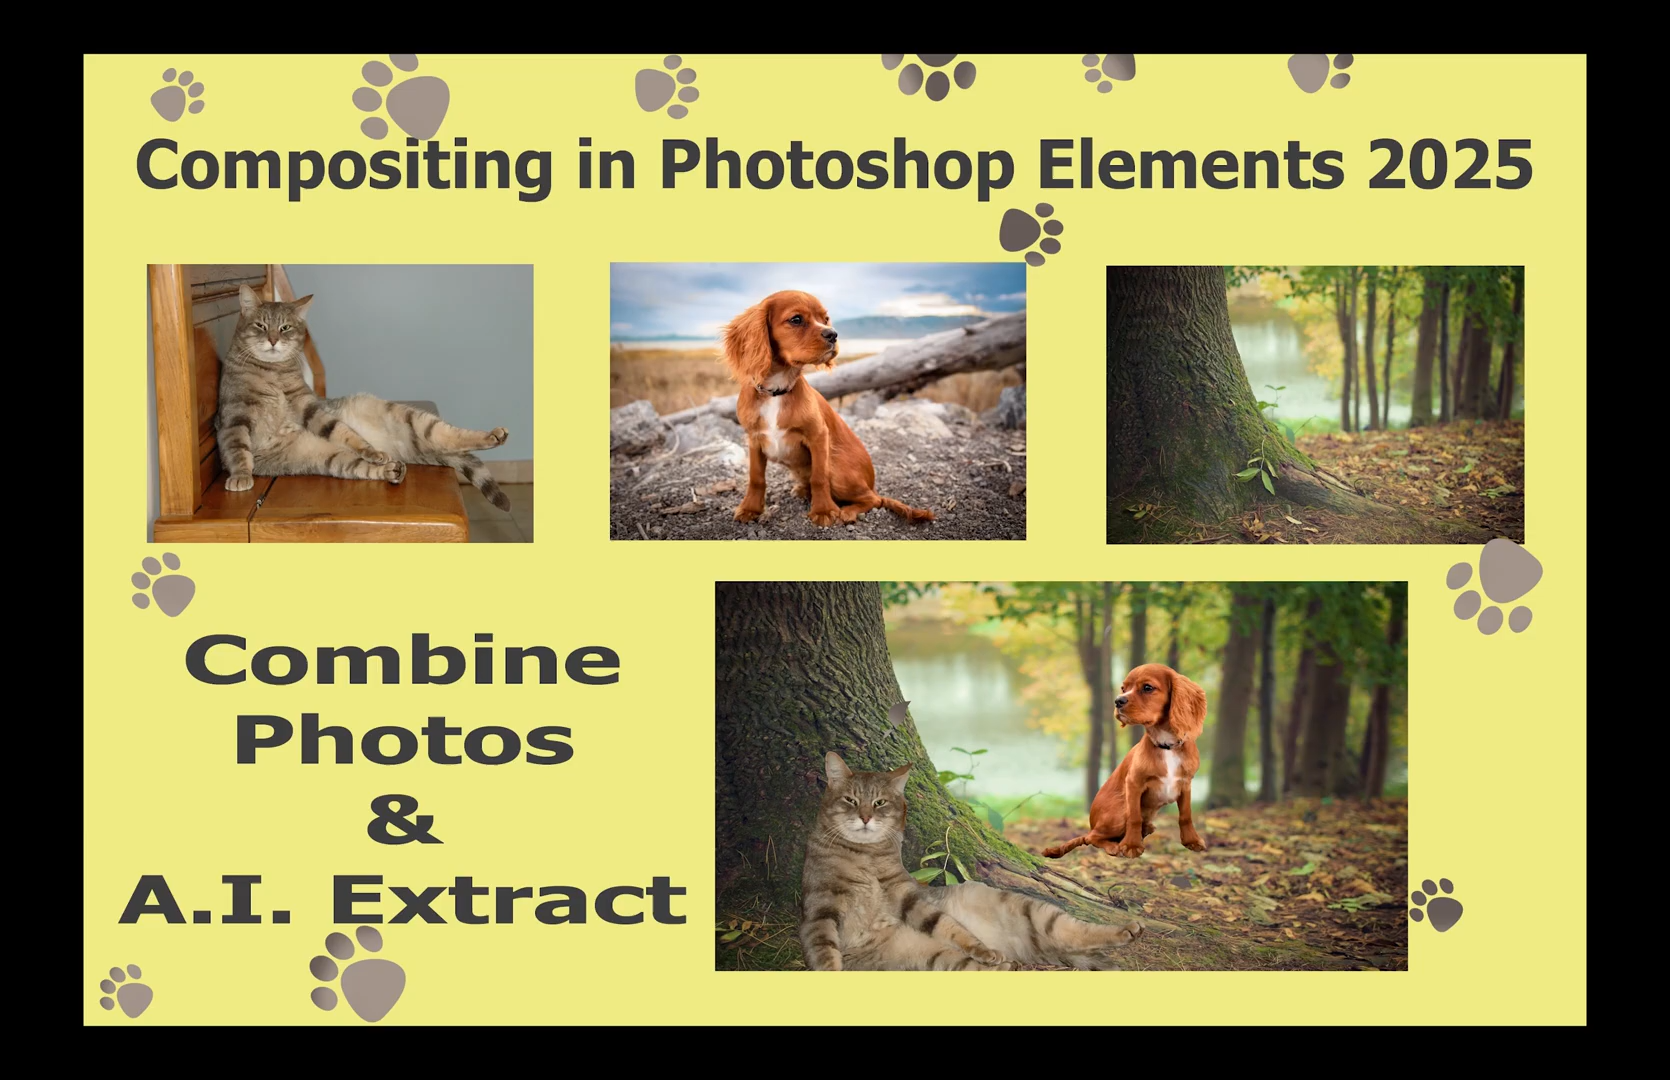 Compositing in Photoshop Elements 2025
Combine
Photos
&
A.I. Extract